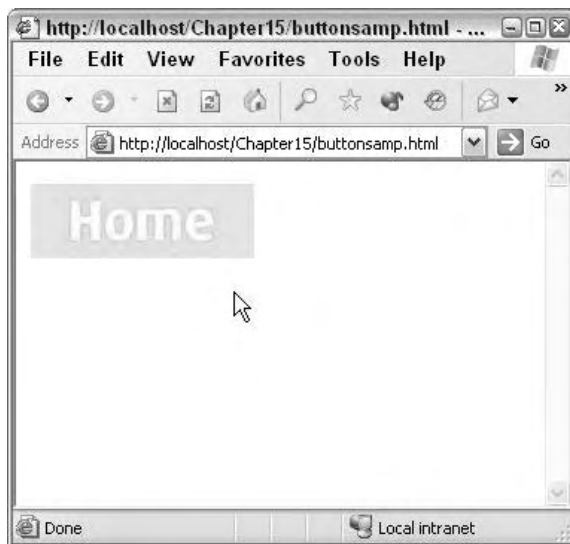 http://localhost/Chapter15/buttonsamp.html - ...
File Edit View Favorites Tools Help
»
Address http://localhost/Chapter15/buttonsamp.html Go
Home
Done Local intranet